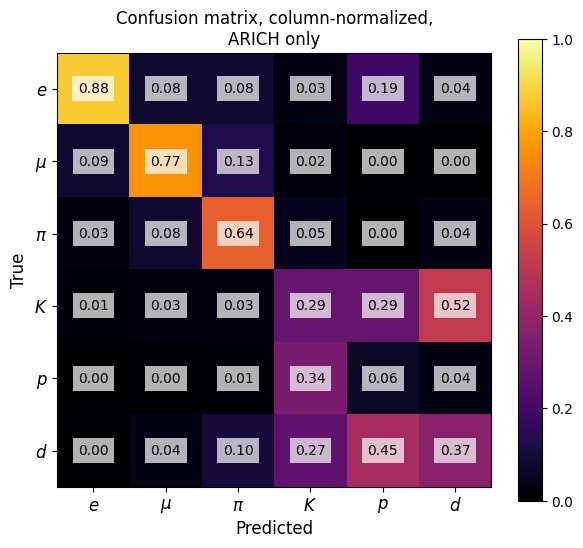 Confusion matrix, column-normalized,
ARICH only
e 0.88 0.08 0.08 0.03 0.19 0.04
μ 0.09 0.77 0.13 0.02 0.00 0.00
π 0.03 0.08 0.64 0.05 0.00 0.04
K 0.01 0.03 0.03 0.29 0.29 0.52
p 0.00 0.00 0.01 0.34 0.06 0.04
d 0.00 0.04 0.10 0.27 0.45 0.37
e μ π K p d
Predicted
True
1.0
0.8
0.6
0.4
0.2
0.0